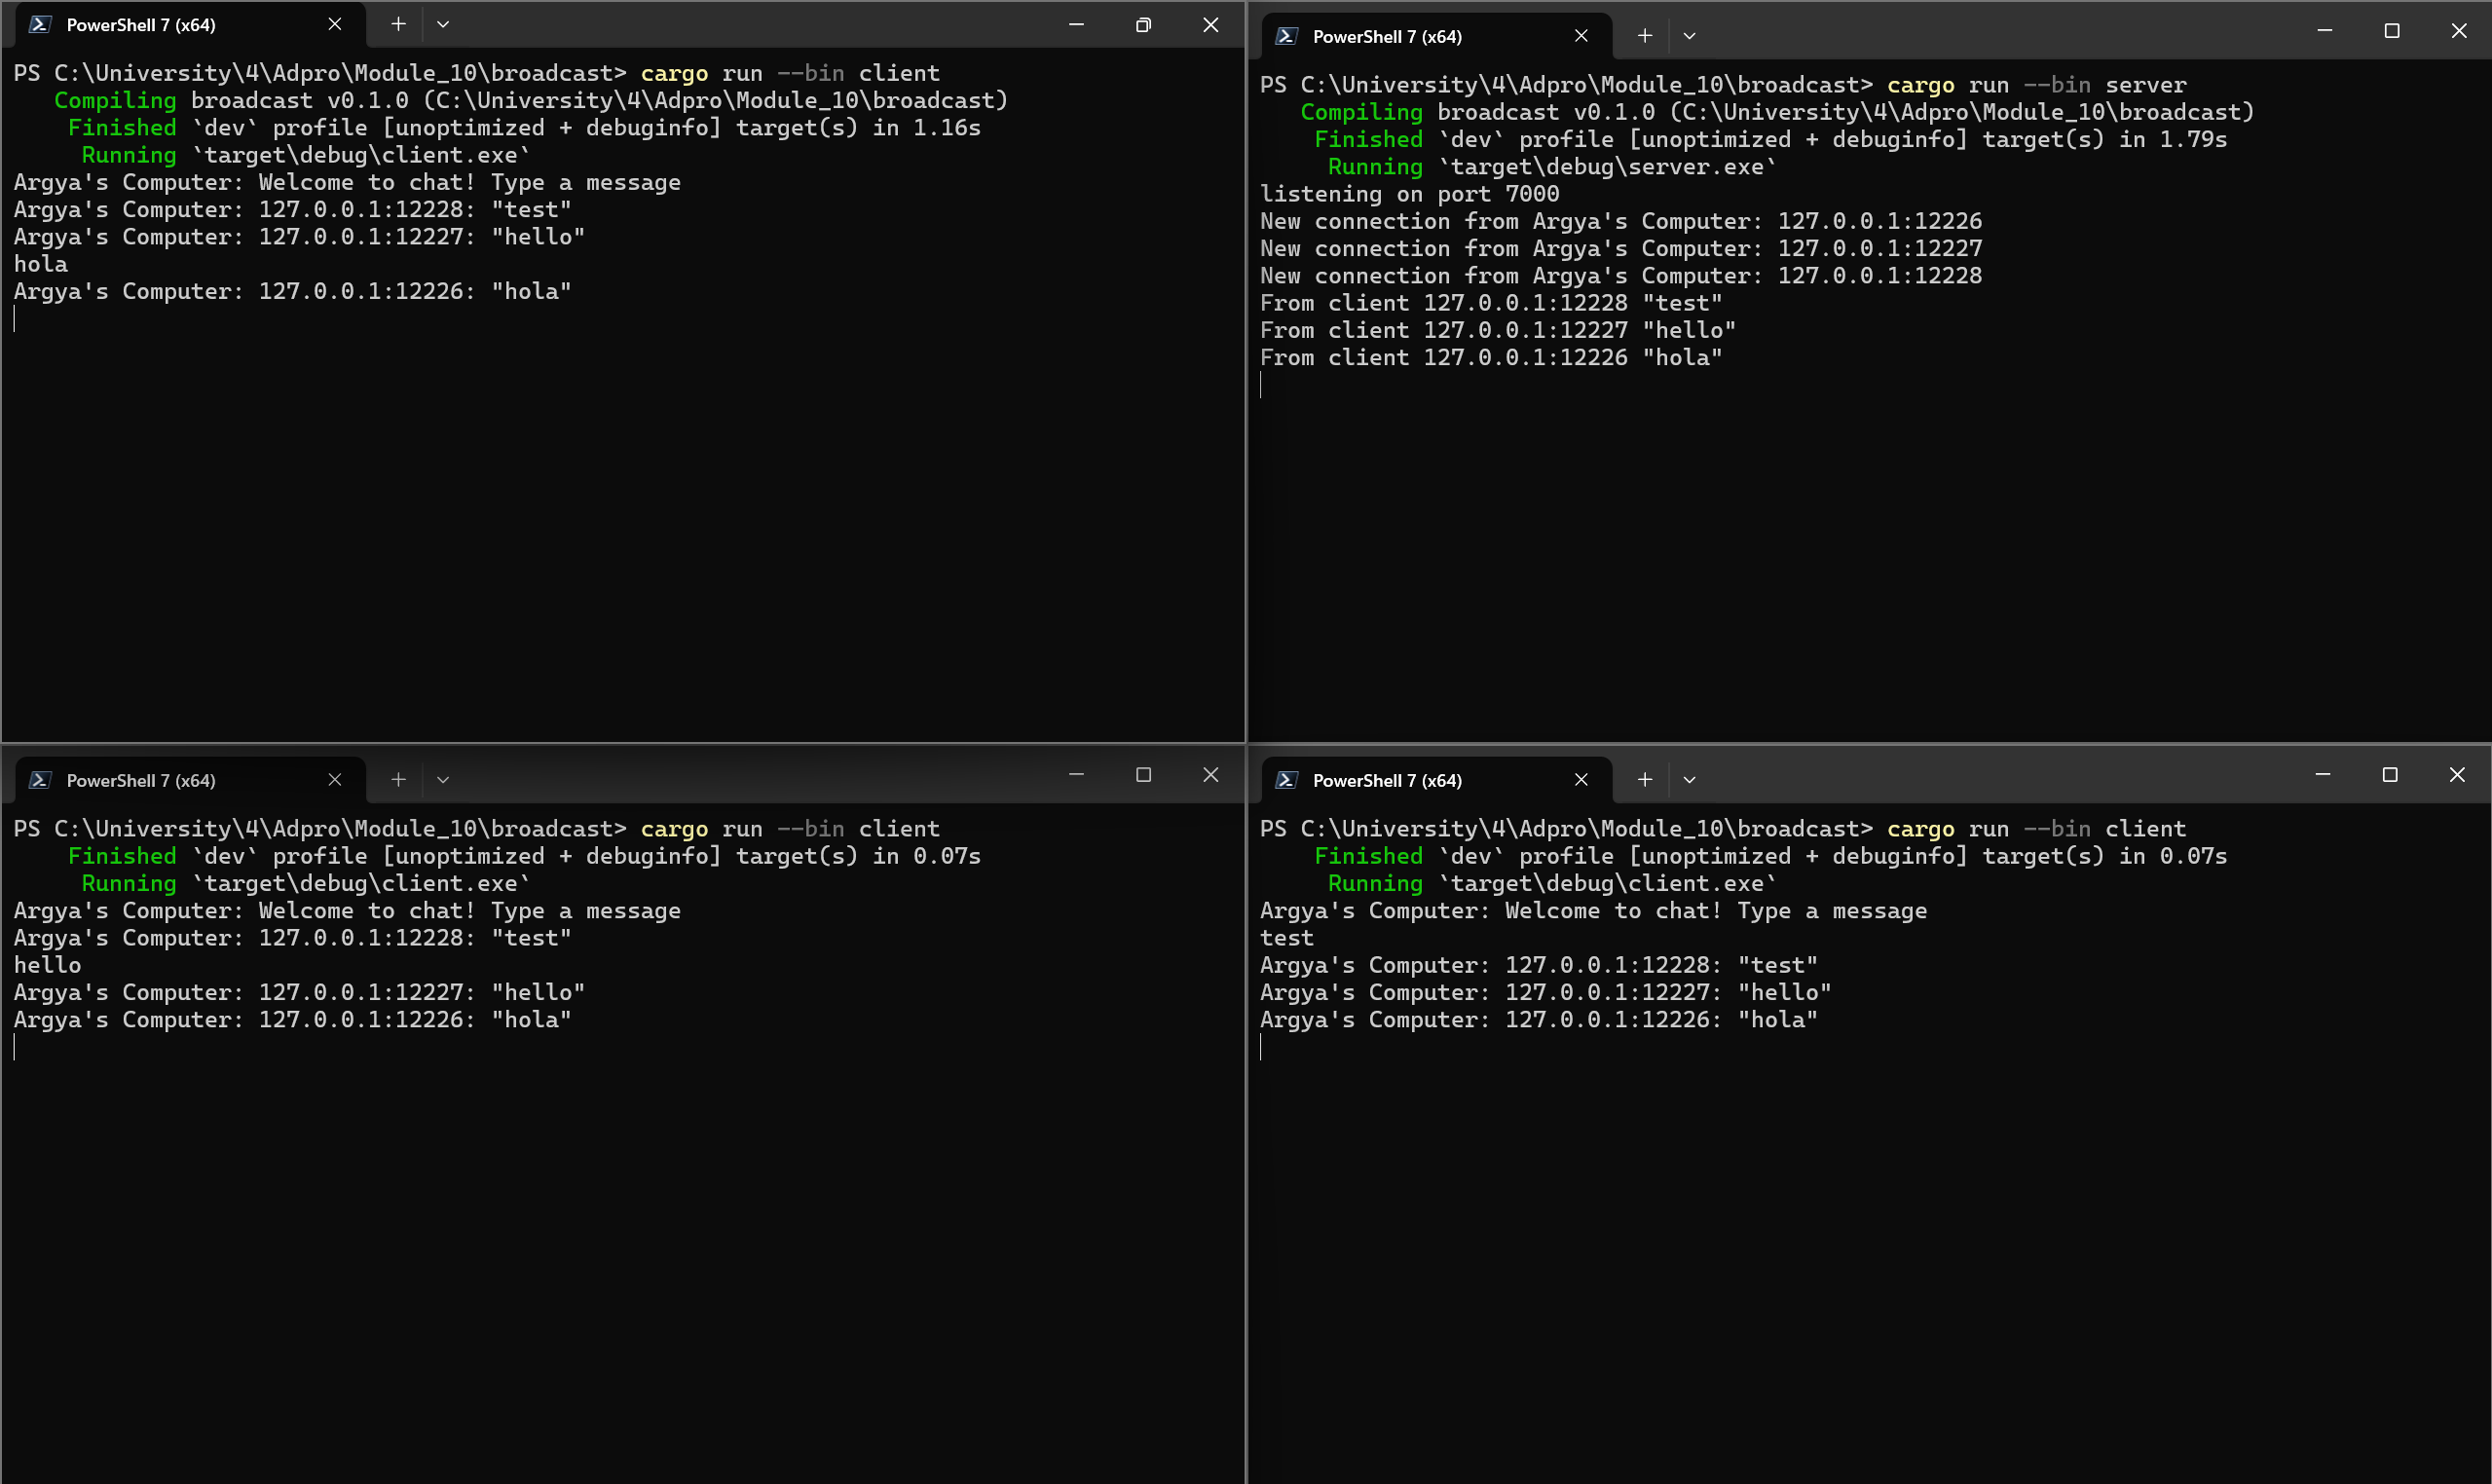 PowerShell 7 (x64)
PS C:\University\4\Adpro\Module_10\broadcast> cargo run --bin client
Compiling broadcast v0.1.0 (C:\University\4\Adpro\Module_10\broadcast)
Finished `dev` profile [unoptimized + debuginfo] target(s) in 1.16s
Running `target\debug\client.exe`
Argya's Computer: Welcome to chat! Type a message
Argya's Computer: 127.0.0.1:12228: "test"
Argya's Computer: 127.0.0.1:12227: "hello"
hola
Argya's Computer: 127.0.0.1:12226: "hola"
PowerShell 7 (x64)
PS C:\University\4\Adpro\Module_10\broadcast> cargo run --bin server
Compiling broadcast v0.1.0 (C:\University\4\Adpro\Module_10\broadcast)
Finished `dev` profile [unoptimized + debuginfo] target(s) in 1.79s
Running `target\debug\server.exe`
listening on port 7000
New connection from Argya's Computer: 127.0.0.1:12226
New connection from Argya's Computer: 127.0.0.1:12227
New connection from Argya's Computer: 127.0.0.1:12228
From client 127.0.0.1:12228 "test"
From client 127.0.0.1:12227 "hello"
From client 127.0.0.1:12226 "hola"
PowerShell 7 (x64)
PS C:\University\4\Adpro\Module_10\broadcast> cargo run --bin client
Finished `dev` profile [unoptimized + debuginfo] target(s) in 0.07s
Running `target\debug\client.exe`
Argya's Computer: Welcome to chat! Type a message
Argya's Computer: 127.0.0.1:12228: "test"
hello
Argya's Computer: 127.0.0.1:12227: "hello"
Argya's Computer: 127.0.0.1:12226: "hola"
PowerShell 7 (x64)
PS C:\University\4\Adpro\Module_10\broadcast> cargo run --bin client
Finished `dev` profile [unoptimized + debuginfo] target(s) in 0.07s
Running `target\debug\client.exe`
Argya's Computer: Welcome to chat! Type a message
test
Argya's Computer: 127.0.0.1:12228: "test"
Argya's Computer: 127.0.0.1:12227: "hello"
Argya's Computer: 127.0.0.1:12226: "hola"